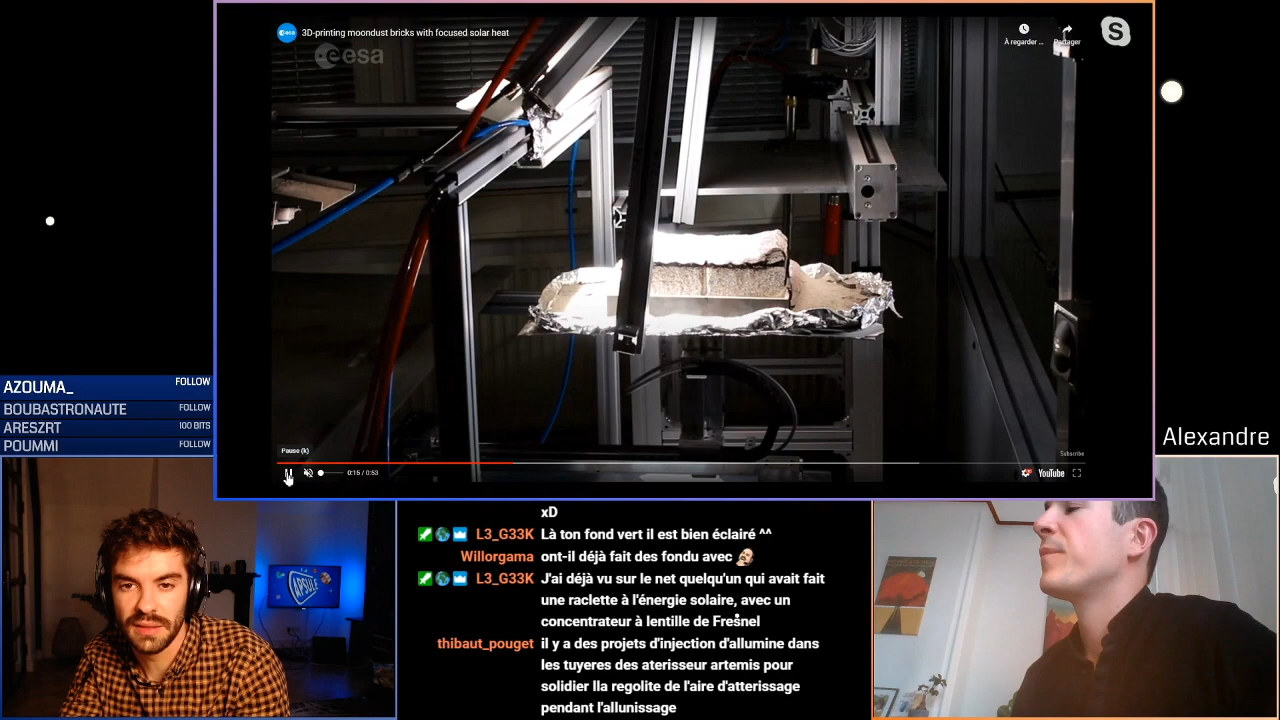 esa
3D-printing moondust bricks with focused solar heat
esa
À regarder ...
Partager
S
AZOUMA_
FOLLOW
BOUBASTRONAUTE
FOLLOW
ARESZRT
100 BITS
POUMMI
FOLLOW
Alexandre
Pause (k)
Subscribe
0:15 / 0:53
YouTube
CAPSULE
xD
L3_G33K Là ton fond vert il est bien éclairé ^^
Willorgama ont-il déjà fait des fondu avec
L3_G33K J'ai déjà vu sur le net quelqu'un qui avait fait
une raclette à l'énergie solaire, avec un
concentrateur à lentille de Fresnel
thibaut_pouget il y a des projets d'injection d'allumine dans
les tuyeres des aterisseur artemis pour
solidier lla regolite de l'aire d'atterissage
pendant l'allunissage